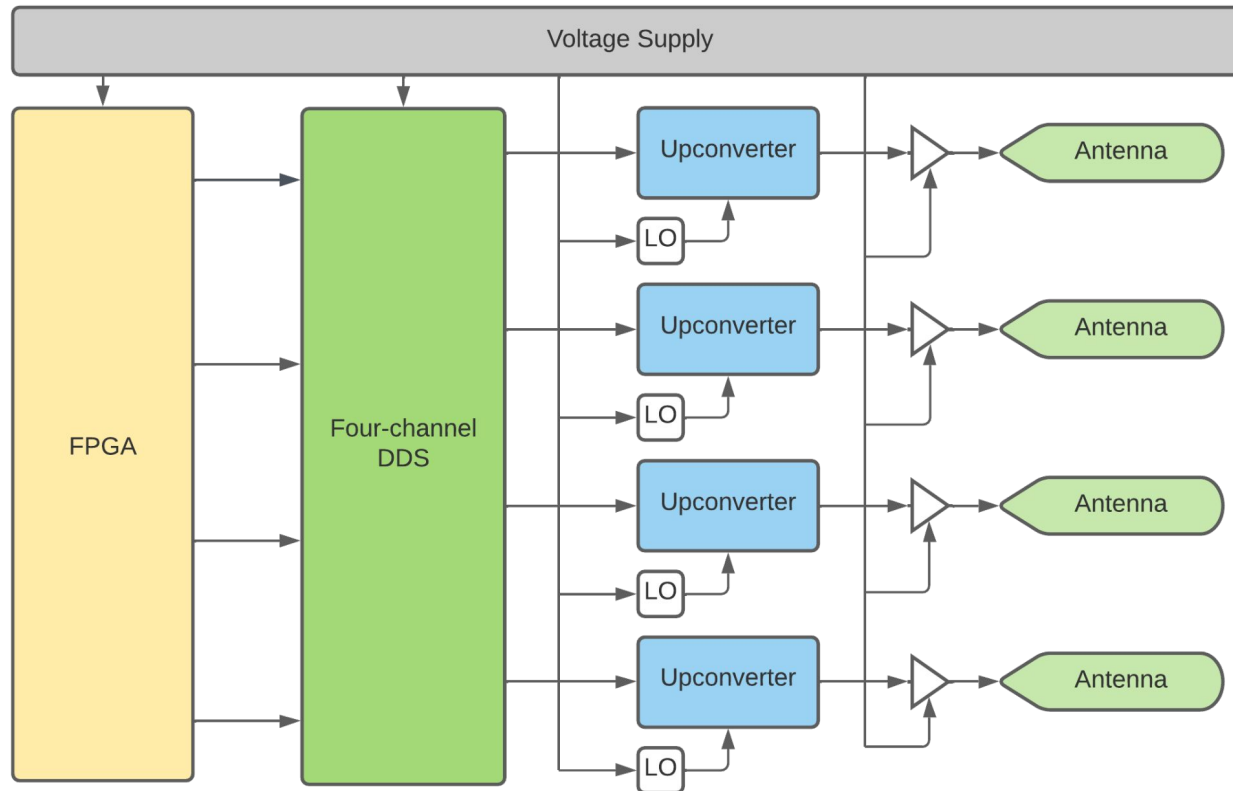 Voltage Supply
FPGA
Four-channel
DDS
Upconverter
LO
Antenna
Upconverter
LO
Antenna
Upconverter
LO
Antenna
Upconverter
LO
Antenna